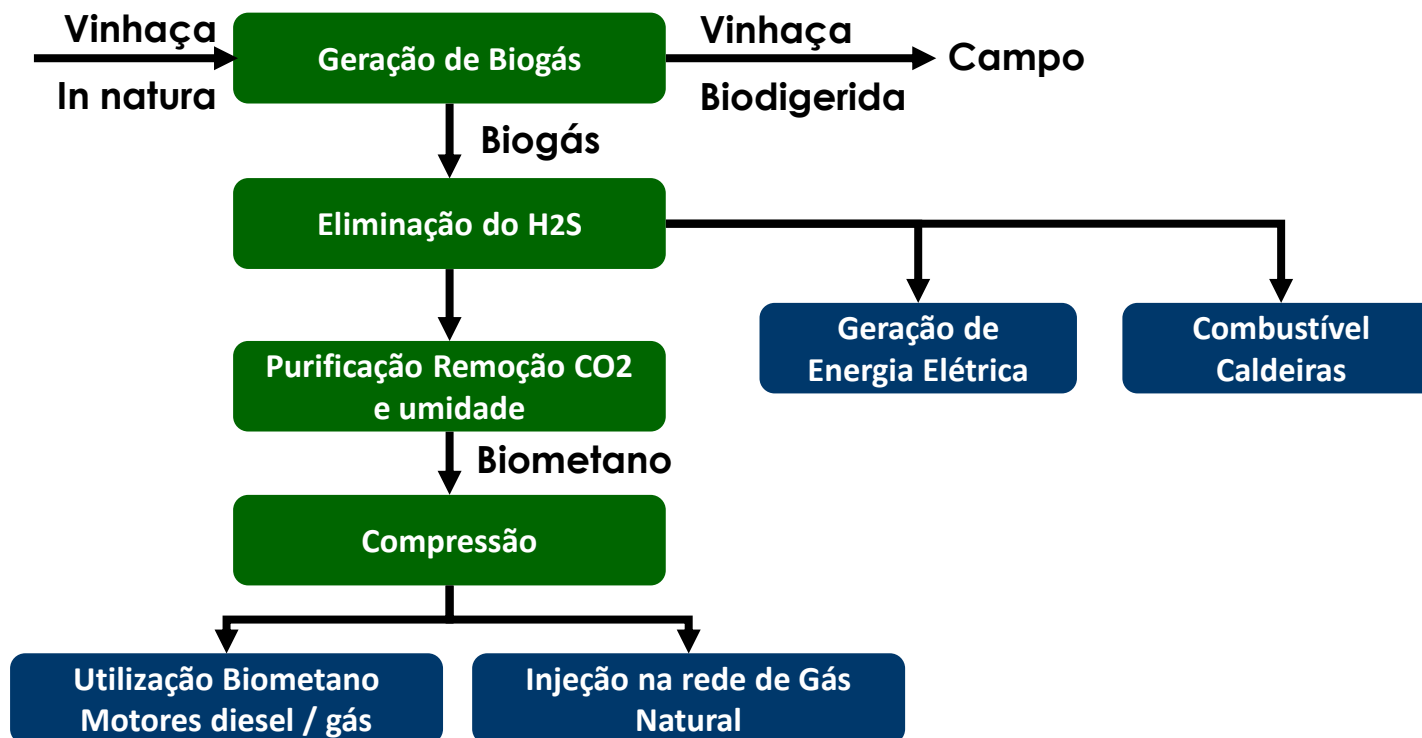 Vinhaça
In natura
Geração de Biogás
Vinhaça
Biodigerida
Campo
Biogás
Eliminação do H2S
Geração de
Energia Elétrica
Combustível
Caldeiras
Purificação Remoção CO2
e umidade
Biometano
Compressão
Utilização Biometano
Motores diesel / gás
Injeção na rede de Gás
Natural